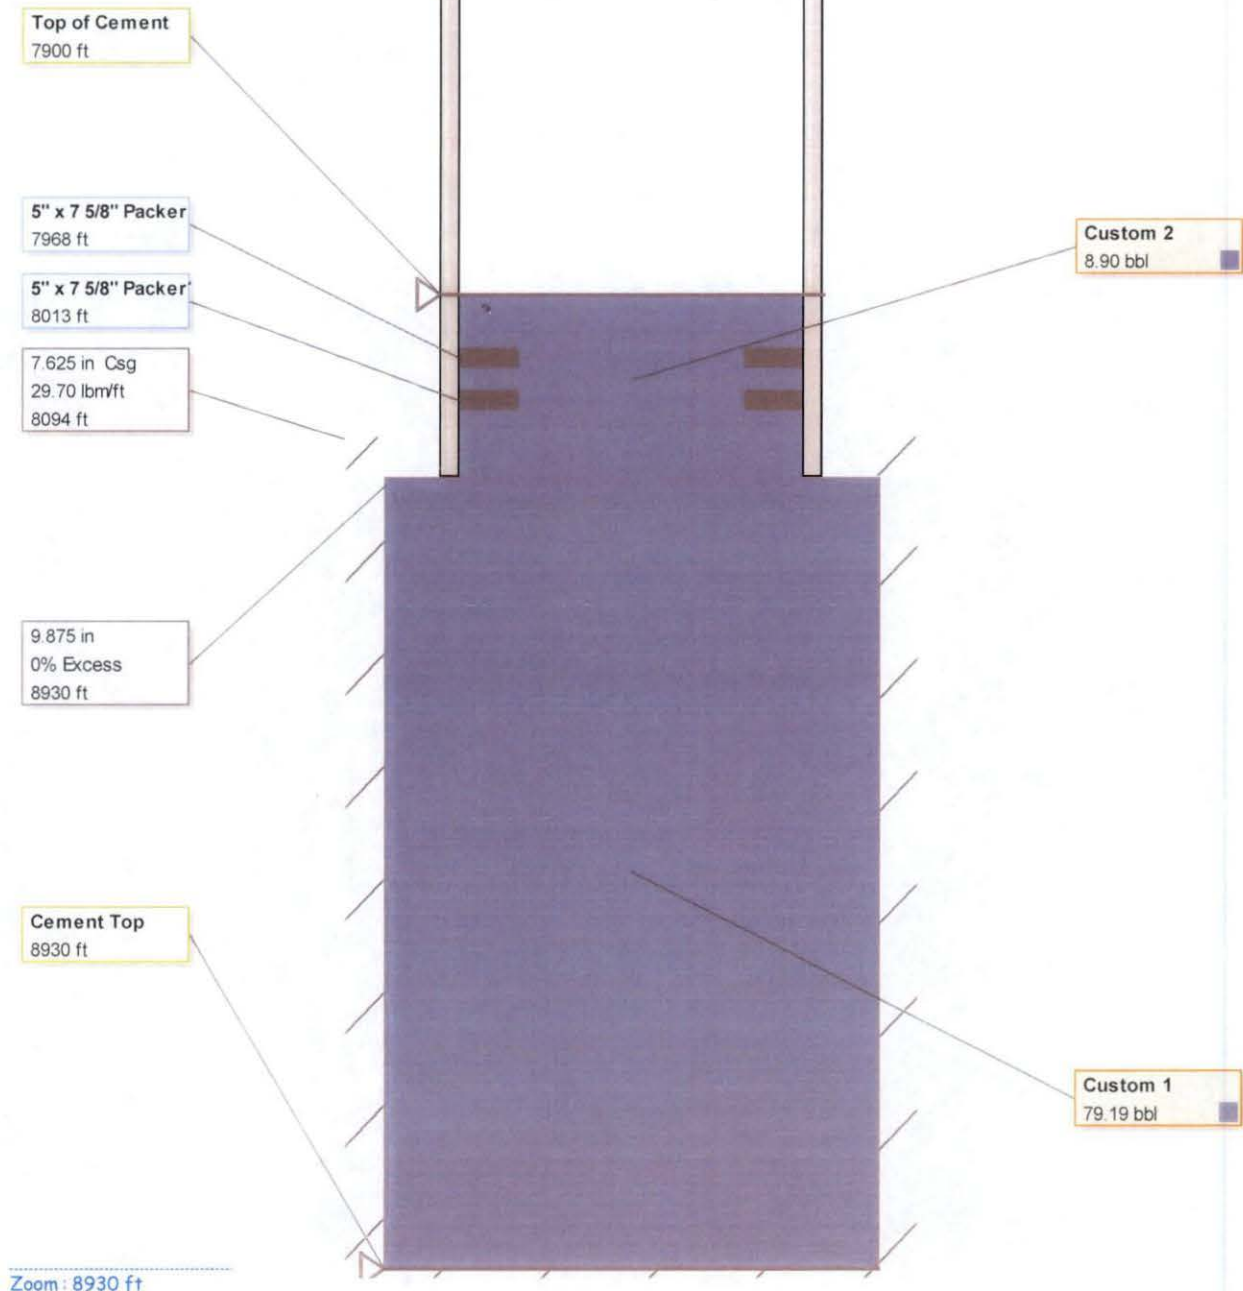 Top of Cement
7900 ft
5" x 7 5/8" Packer
7968 ft
5" x 7 5/8" Packer
8013 ft
7.625 in Csg
29.70 lbm/ft
8094 ft
Custom 2
8.90 bbl
9.875 in
0% Excess
8930 ft
Cement Top
8930 ft
Custom 1
79.19 bbl
Zoom : 8930 ft